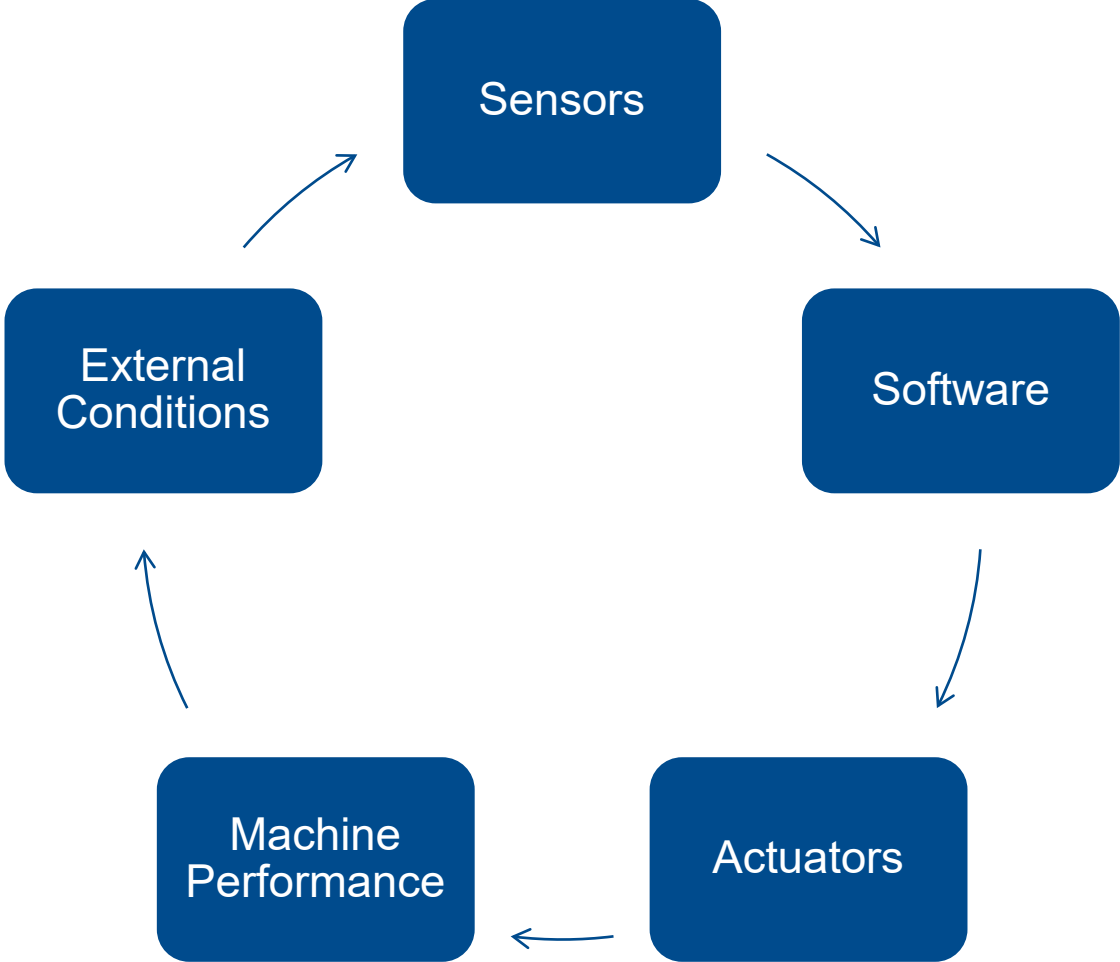 Sensors
Software
Actuators
Machine
Performance
External
Conditions